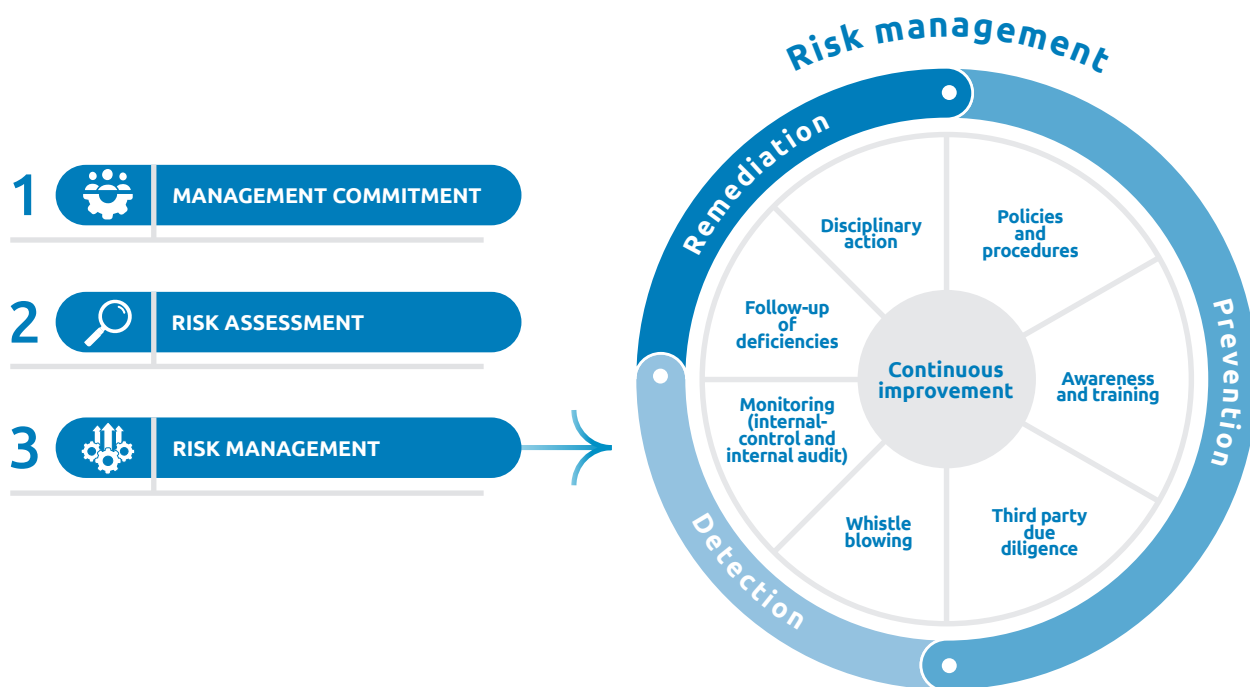 1
MANAGEMENT COMMITMENT
2
RISK ASSESSMENT
3
RISK MANAGEMENT
Risk management
Remediation
Prevention
Detection
Disciplinary
action
Policies
and
procedures
Follow-up
of
deficiencies
Continuous
improvement
Awareness
and training
Monitoring
(internal-
control and
internal audit)
Whistle
blowing
Third party
due
diligence